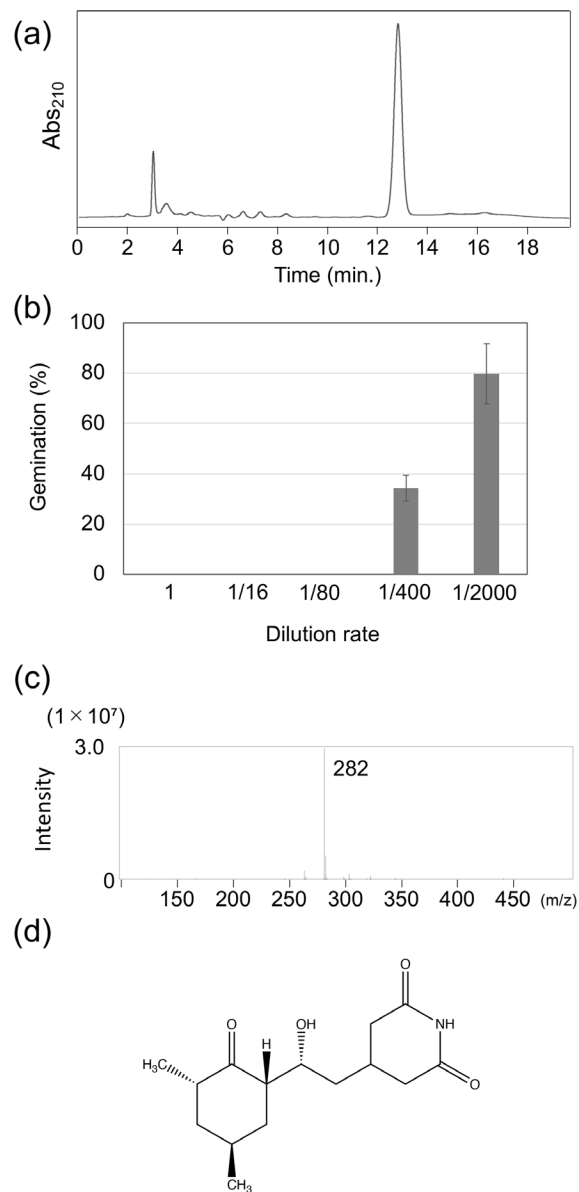 (a)
Abs210
0 2 4 6 8 10 12 14 16 18
Time (min.)
(b)
Gemination (%)
100
80
60
40
20
0
1 1/16 1/80 1/400 1/2000
Dilution rate
(c)
(1×10⁷)
3.0
Intensity
282
0
150 200 250 300 350 400 450 (m/z)
(d)
O
O
OH
H
NH
H₃C
O
CH₃